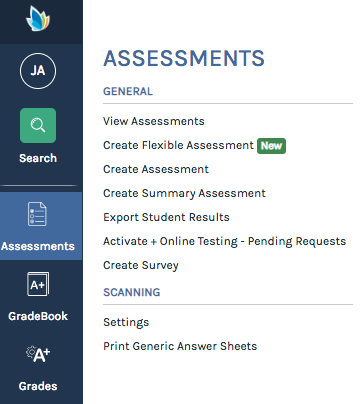 JA
Search
Assessments
A+
GradeBook
A+
Grades
ASSESSMENTS
GENERAL
View Assessments
Create Flexible Assessment New
Create Assessment
Create Summary Assessment
Export Student Results
Activate + Online Testing - Pending Requests
Create Survey
SCANNING
Settings
Print Generic Answer Sheets